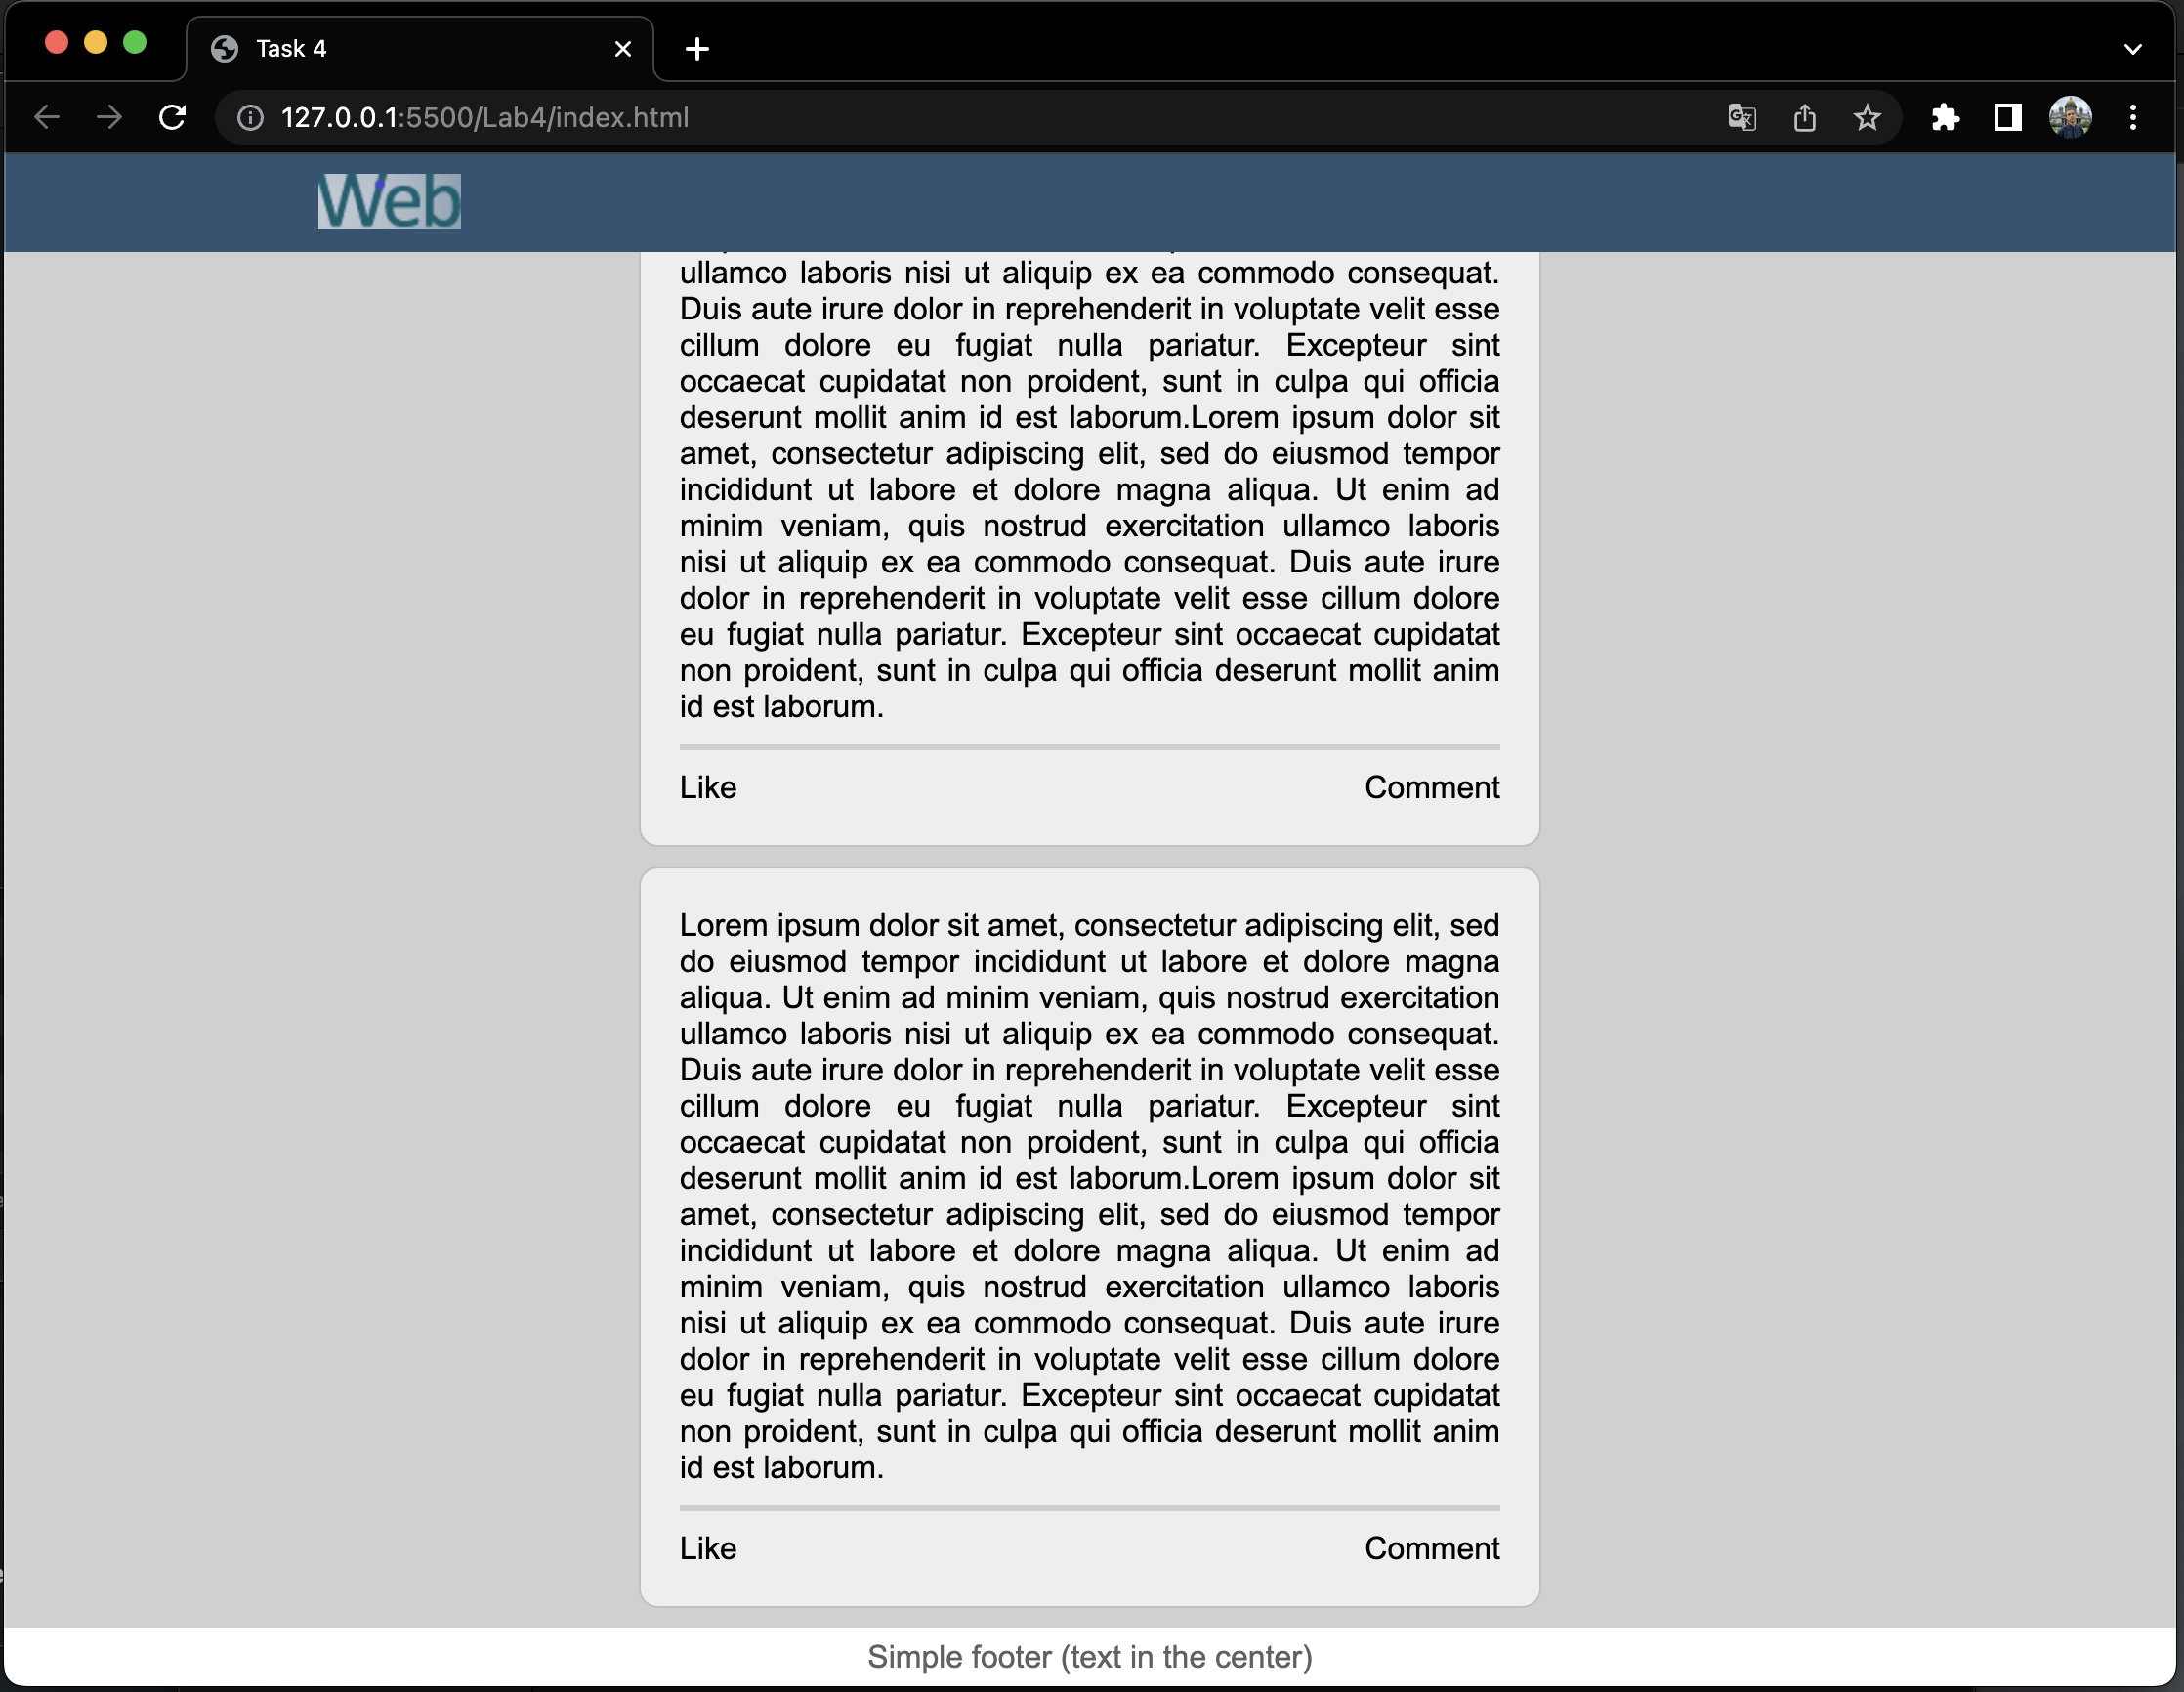 Task 4
127.0.0.1:5500/Lab4/index.html
Web
ullamco laboris nisi ut aliquip ex ea commodo consequat.
Duis aute irure dolor in reprehenderit in voluptate velit esse
cillum dolore eu fugiat nulla pariatur. Excepteur sint
occaecat cupidatat non proident, sunt in culpa qui officia
deserunt mollit anim id est laborum.Lorem ipsum dolor sit
amet, consectetur adipiscing elit, sed do eiusmod tempor
incididunt ut labore et dolore magna aliqua. Ut enim ad
minim veniam, quis nostrud exercitation ullamco laboris
nisi ut aliquip ex ea commodo consequat. Duis aute irure
dolor in reprehenderit in voluptate velit esse cillum dolore
eu fugiat nulla pariatur. Excepteur sint occaecat cupidatat
non proident, sunt in culpa qui officia deserunt mollit anim
id est laborum.
Like Comment
Lorem ipsum dolor sit amet, consectetur adipiscing elit, sed
do eiusmod tempor incididunt ut labore et dolore magna
aliqua. Ut enim ad minim veniam, quis nostrud exercitation
ullamco laboris nisi ut aliquip ex ea commodo consequat.
Duis aute irure dolor in reprehenderit in voluptate velit esse
cillum dolore eu fugiat nulla pariatur. Excepteur sint
occaecat cupidatat non proident, sunt in culpa qui officia
deserunt mollit anim id est laborum.Lorem ipsum dolor sit
amet, consectetur adipiscing elit, sed do eiusmod tempor
incididunt ut labore et dolore magna aliqua. Ut enim ad
minim veniam, quis nostrud exercitation ullamco laboris
nisi ut aliquip ex ea commodo consequat. Duis aute irure
dolor in reprehenderit in voluptate velit esse cillum dolore
eu fugiat nulla pariatur. Excepteur sint occaecat cupidatat
non proident, sunt in culpa qui officia deserunt mollit anim
id est laborum.
Like Comment
Simple footer (text in the center)